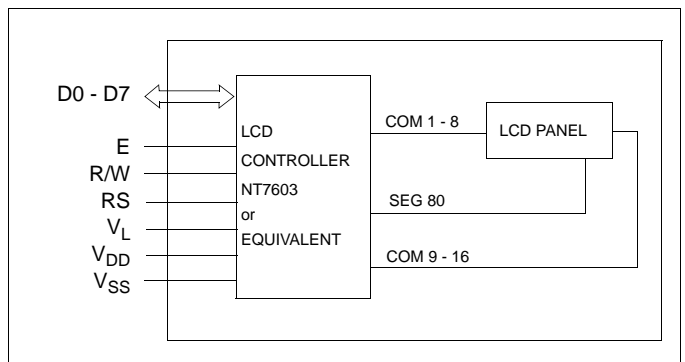 D0 - D7
E
R/W
RS
VL
VDD
VSS
LCD
CONTROLLER
NT7603
or
EQUIVALENT
COM 1 - 8
SEG 80
COM 9 - 16
LCD PANEL